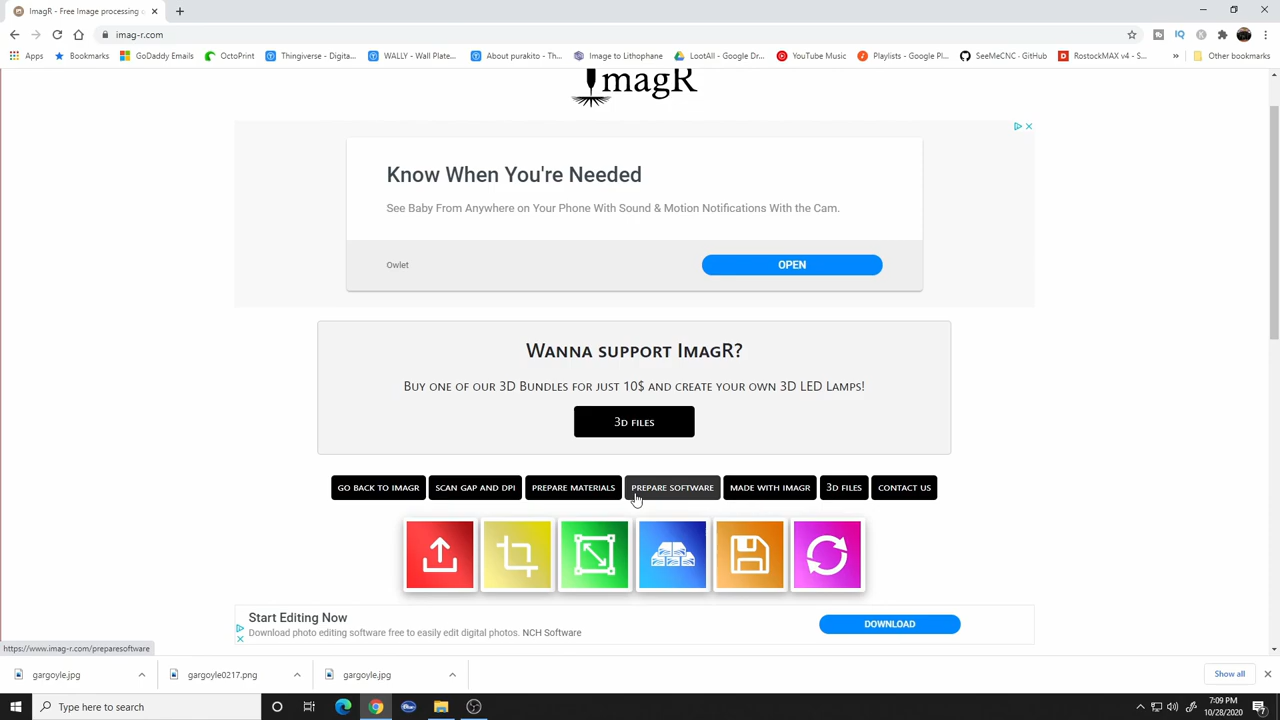 ImagR - Free Image processing
imag-r.com
Apps
Bookmarks
GoDaddy Emails
OctoPrint
Thingiverse - Digita...
WALLY - Wall Plate...
About purakito - Th...
Image to Lithophane
LootAll - Google Dr...
YouTube Music
Playlists - Google Pl...
SeeMeCNC · GitHub
RostockMAX v4 - S...
»
Other bookmarks
ImagR
Know When You're Needed
See Baby From Anywhere on Your Phone With Sound & Motion Notifications With the Cam.
Owlet
OPEN
Wanna support ImagR?
Buy one of our 3D Bundles for just 10$ and create your own 3D LED Lamps!
3D files
GO BACK TO IMAGR
SCAN GAP AND DPI
PREPARE MATERIALS
PREPARE SOFTWARE
MADE WITH IMAGR
3D FILES
CONTACT US
Start Editing Now
Download photo editing software free to easily edit digital photos. NCH Software
DOWNLOAD
https://www.imag-r.com/preparesoftware
gargoyle.jpg
gargoyle0217.png
gargoyle.jpg
Show all
Type here to search
7:09 PM
10/28/2020